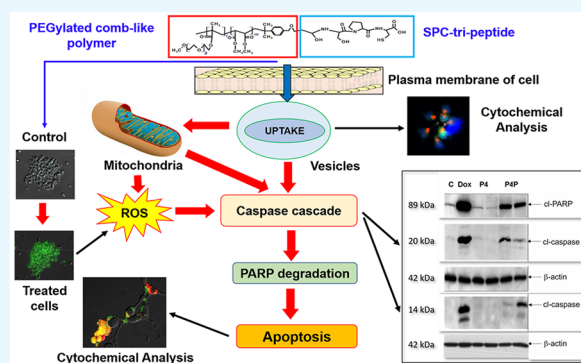 PEGylated comb-like
polymer
SPC-tri-peptide
Plasma membrane of cell
Control
Mitochondria
UPTAKE
Vesicles
Cytochemical
Analysis
ROS
Caspase cascade
Treated
cells
PARP degradation
Apoptosis
Cytochemical Analysis
C Dox P4 P4P
89 kDa cl-PARP
20 kDa cl-caspase
42 kDa β-actin
14 kDa cl-caspase
42 kDa β-actin